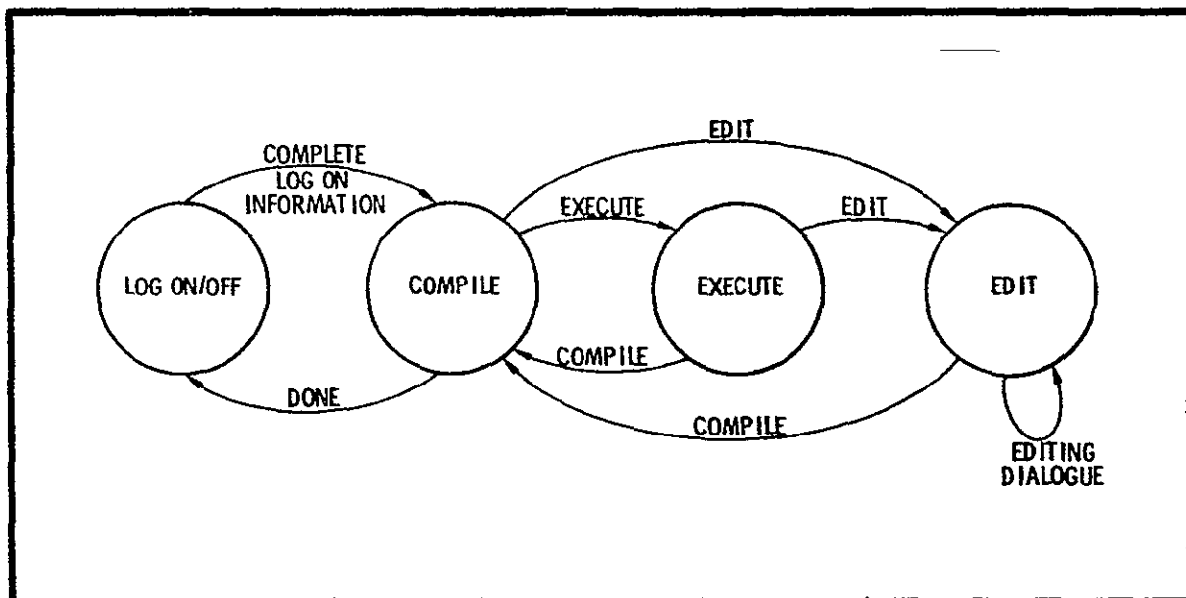 EDIT
COMPLETE
LOG ON
INFORMATION
EXECUTE
EDIT
LOG ON/OFF
COMPILE
EXECUTE
EDIT
COMPILE
DONE
COMPILE
EDITING
DIALOGUE